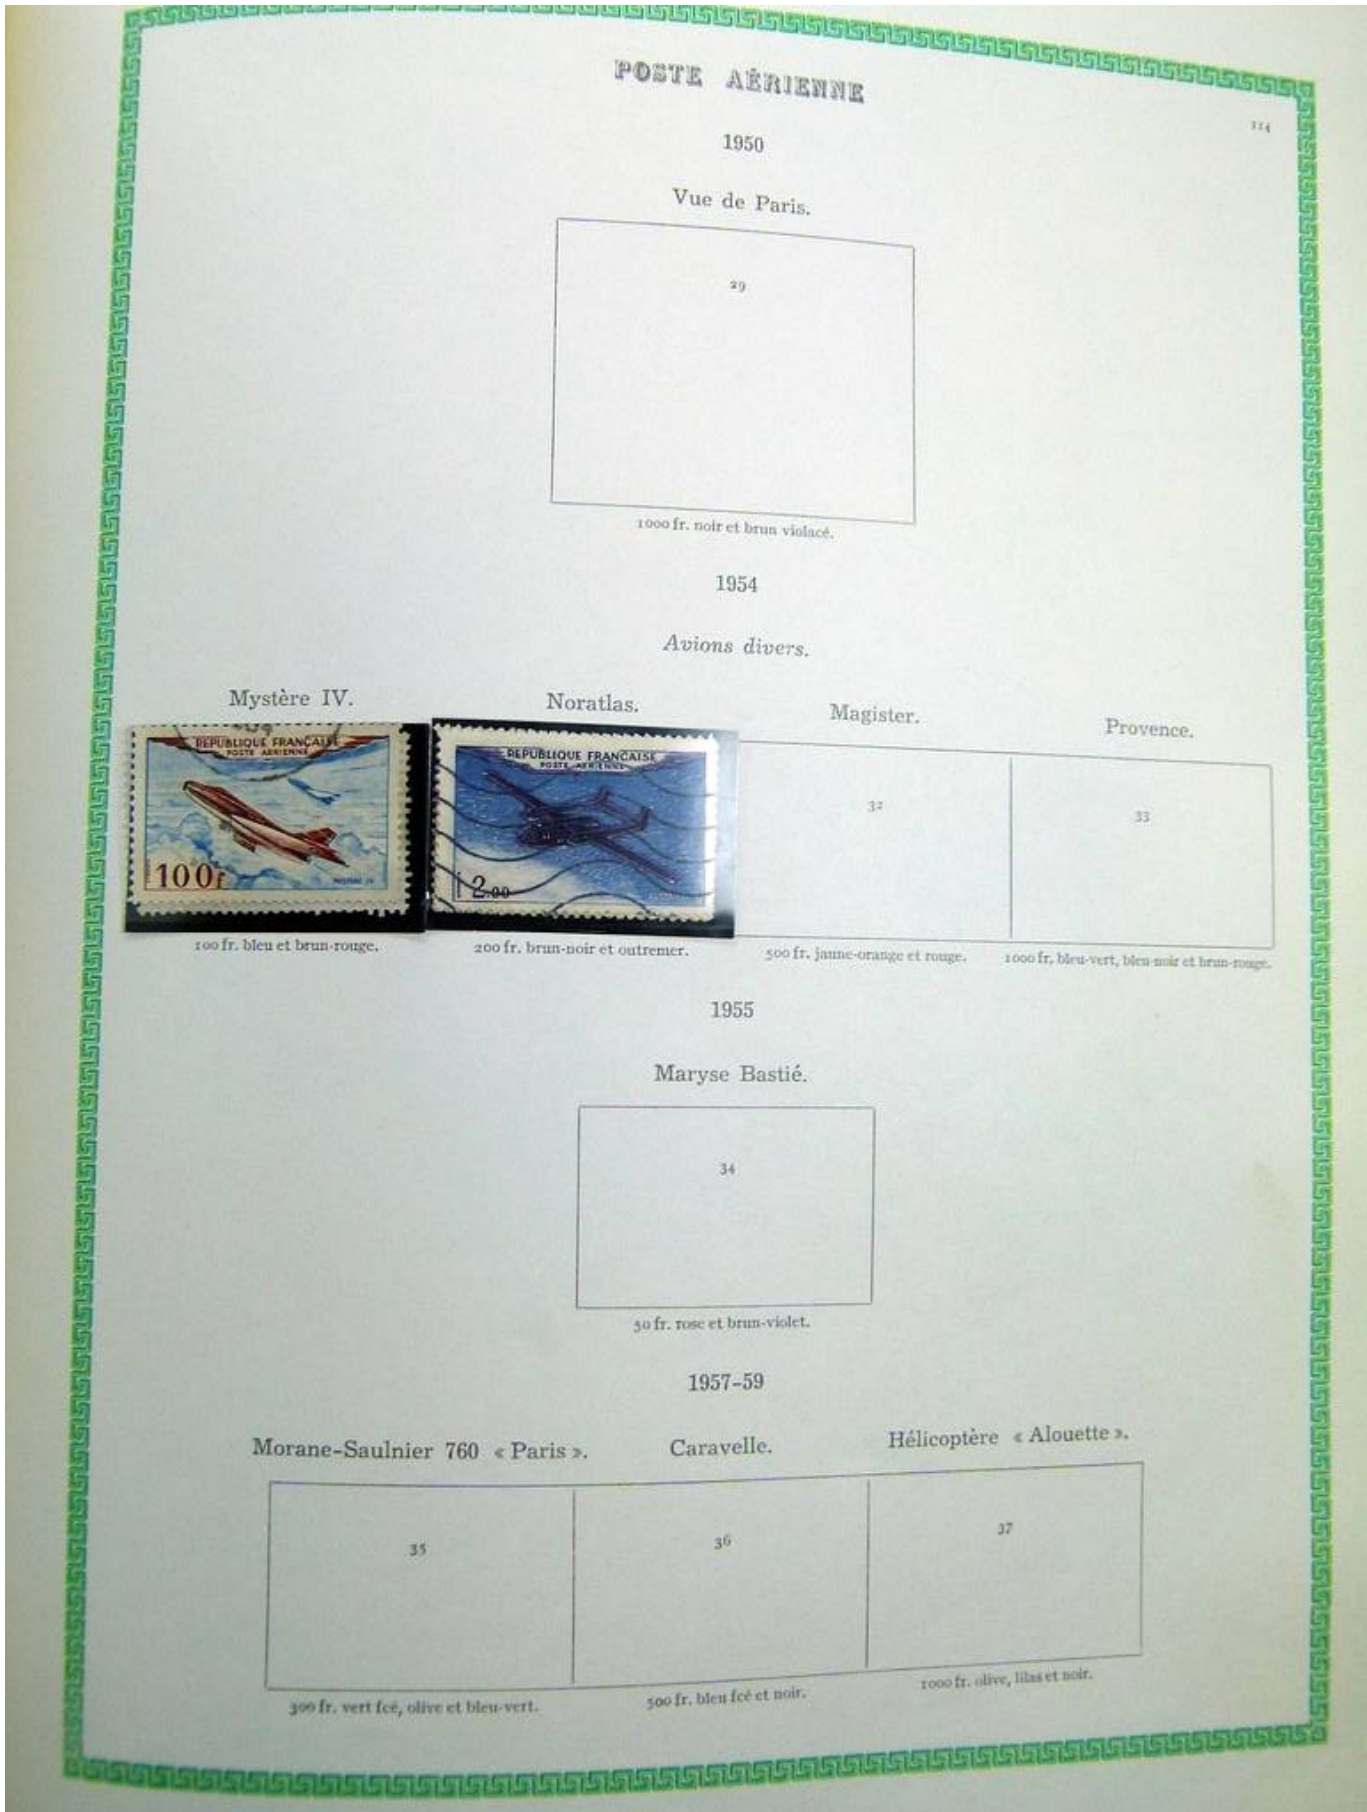 POSTE AÉRIENNE
114
1950
Vue de Paris.
29
1000 fr. noir et brun violacé.
1954
Avions divers.
Mystère IV.
Noratlas.
Magister.
Provence.
REPUBLIQUE FRANÇAISE
POSTE AERIENNE
100F
MYSTERE IV
REPUBLIQUE FRANÇAISE
POSTE AERIENNE
2.00
32
33
100 fr. bleu et brun-rouge.
200 fr. brun-noir et outremer.
500 fr. jaune-orange et rouge.
1000 fr. bleu-vert, bleu-noir et brun-rouge.
1955
Maryse Bastié.
34
50 fr. rose et brun-violet.
1957-59
Morane-Saulnier 760 « Paris ».
Caravelle.
Hélicoptère « Alouette ».
35
36
37
300 fr. vert fcé, olive et bleu-vert.
500 fr. bleu fcé et noir.
1000 fr. olive, lilas et noir.